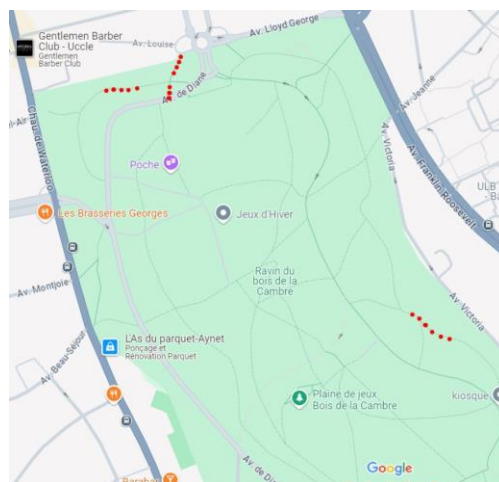 Gentlemen Barber
Club - Uccle
Gentlemen
Barber Club
Av. Louise
Av. Lloyd George
Av. de Diane
Av. Jeanne
Chau. de Waterloo
Av. Victoria
Av. Franklin Roosevelt
ULB
Poche
Les Brasseries Georges
Jeux d'Hiver
Ravin du
bois de la
Cambre
Av. Montjoie
Av. Victoria
L'As du parquet-Aynet
Ponçage et
Rénovation Parquet
Av. Beau-Séjour
Plaine de jeux
Bois de la Cambre
kiosque
Av. de Di
Google